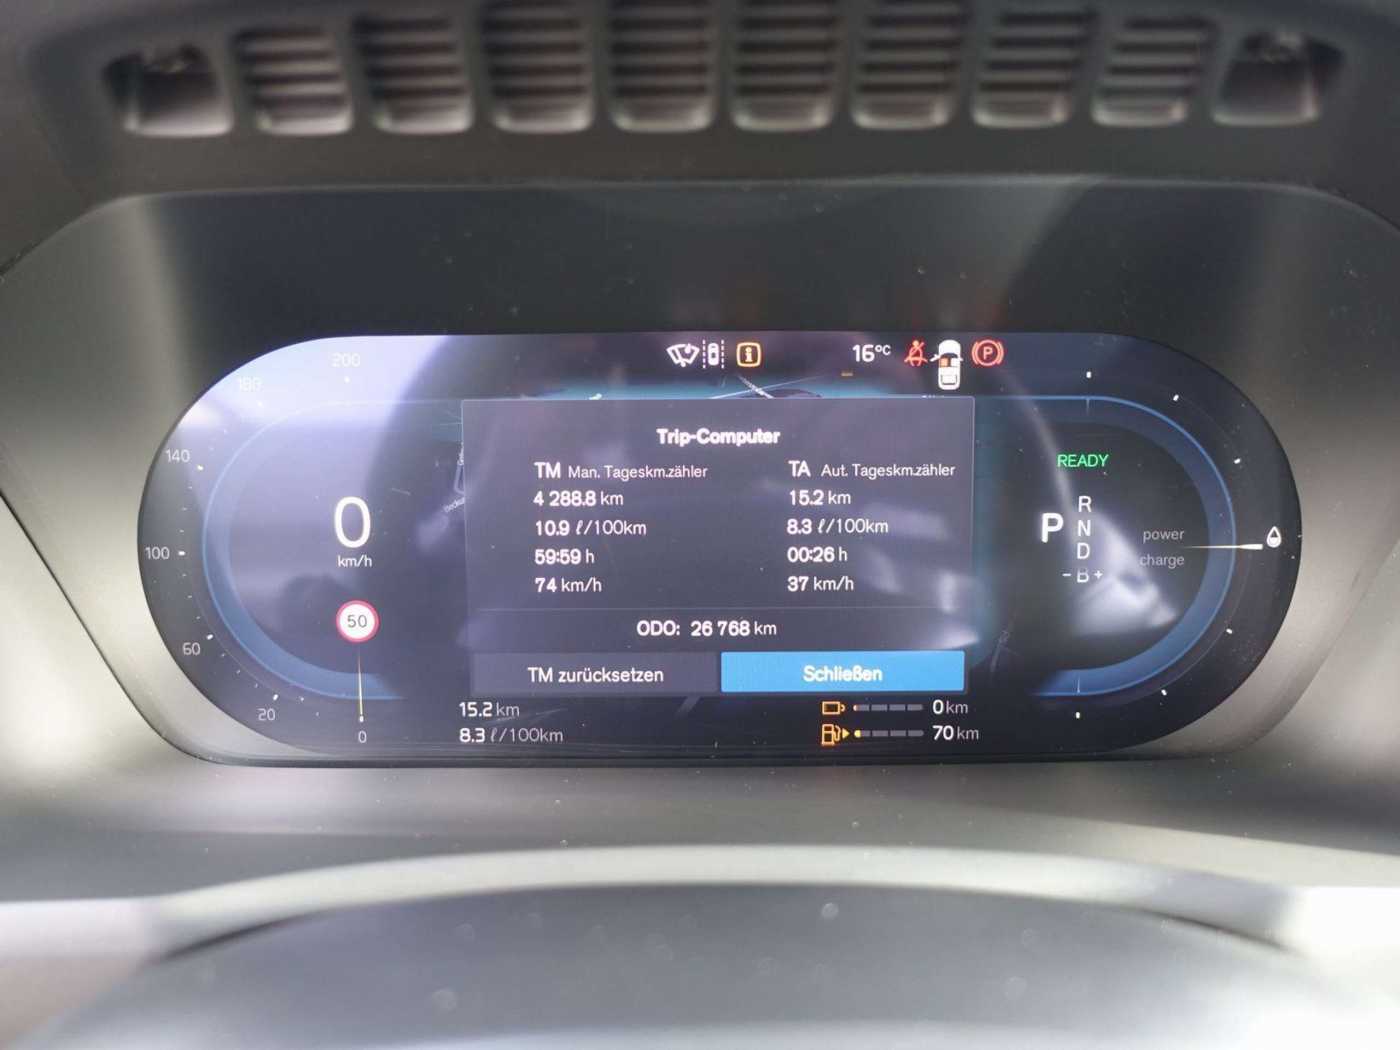 200
180
140
100
60
20
0
16°C
P
Trip-Computer
TM Man. Tageskm.zähler
4 288.8 km
10.9 ℓ/100km
59:59 h
74 km/h
TA Aut. Tageskm.zähler
15.2 km
8.3 ℓ/100km
00:26 h
37 km/h
ODO: 26 768 km
TM zurücksetzen
Schließen
0
km/h
50
READY
P
R
N
D
- B +
power
charge
15.2 km
8.3 ℓ/100km
0 km
70 km